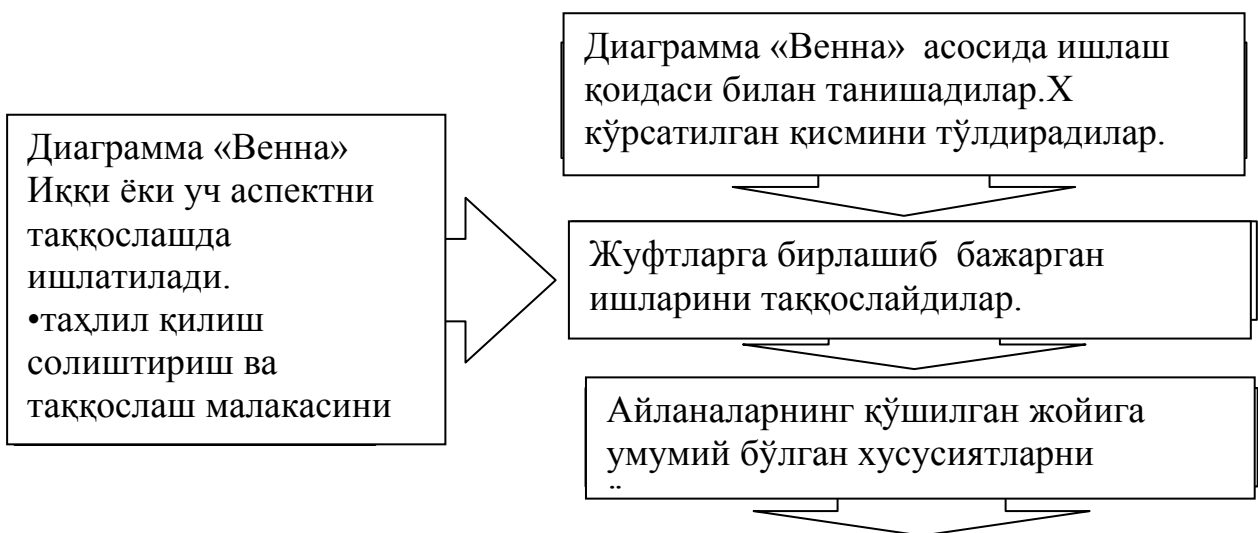 Диаграмма «Венна»
Икки ёки уч аспектни
таққослашда
ишлатилади.
•таҳлил қилиш
солиштириш ва
таққослаш малакасини
Диаграмма «Венна» асосида ишлаш
қоидаси билан танишадилар.Х
кўрсатилган қисмини тўлдирадилар.
Жуфтларга бирлашиб бажарган
ишларини таққослайдилар.
Айланаларнинг қўшилган жойига
умумий бўлган хусусиятларни